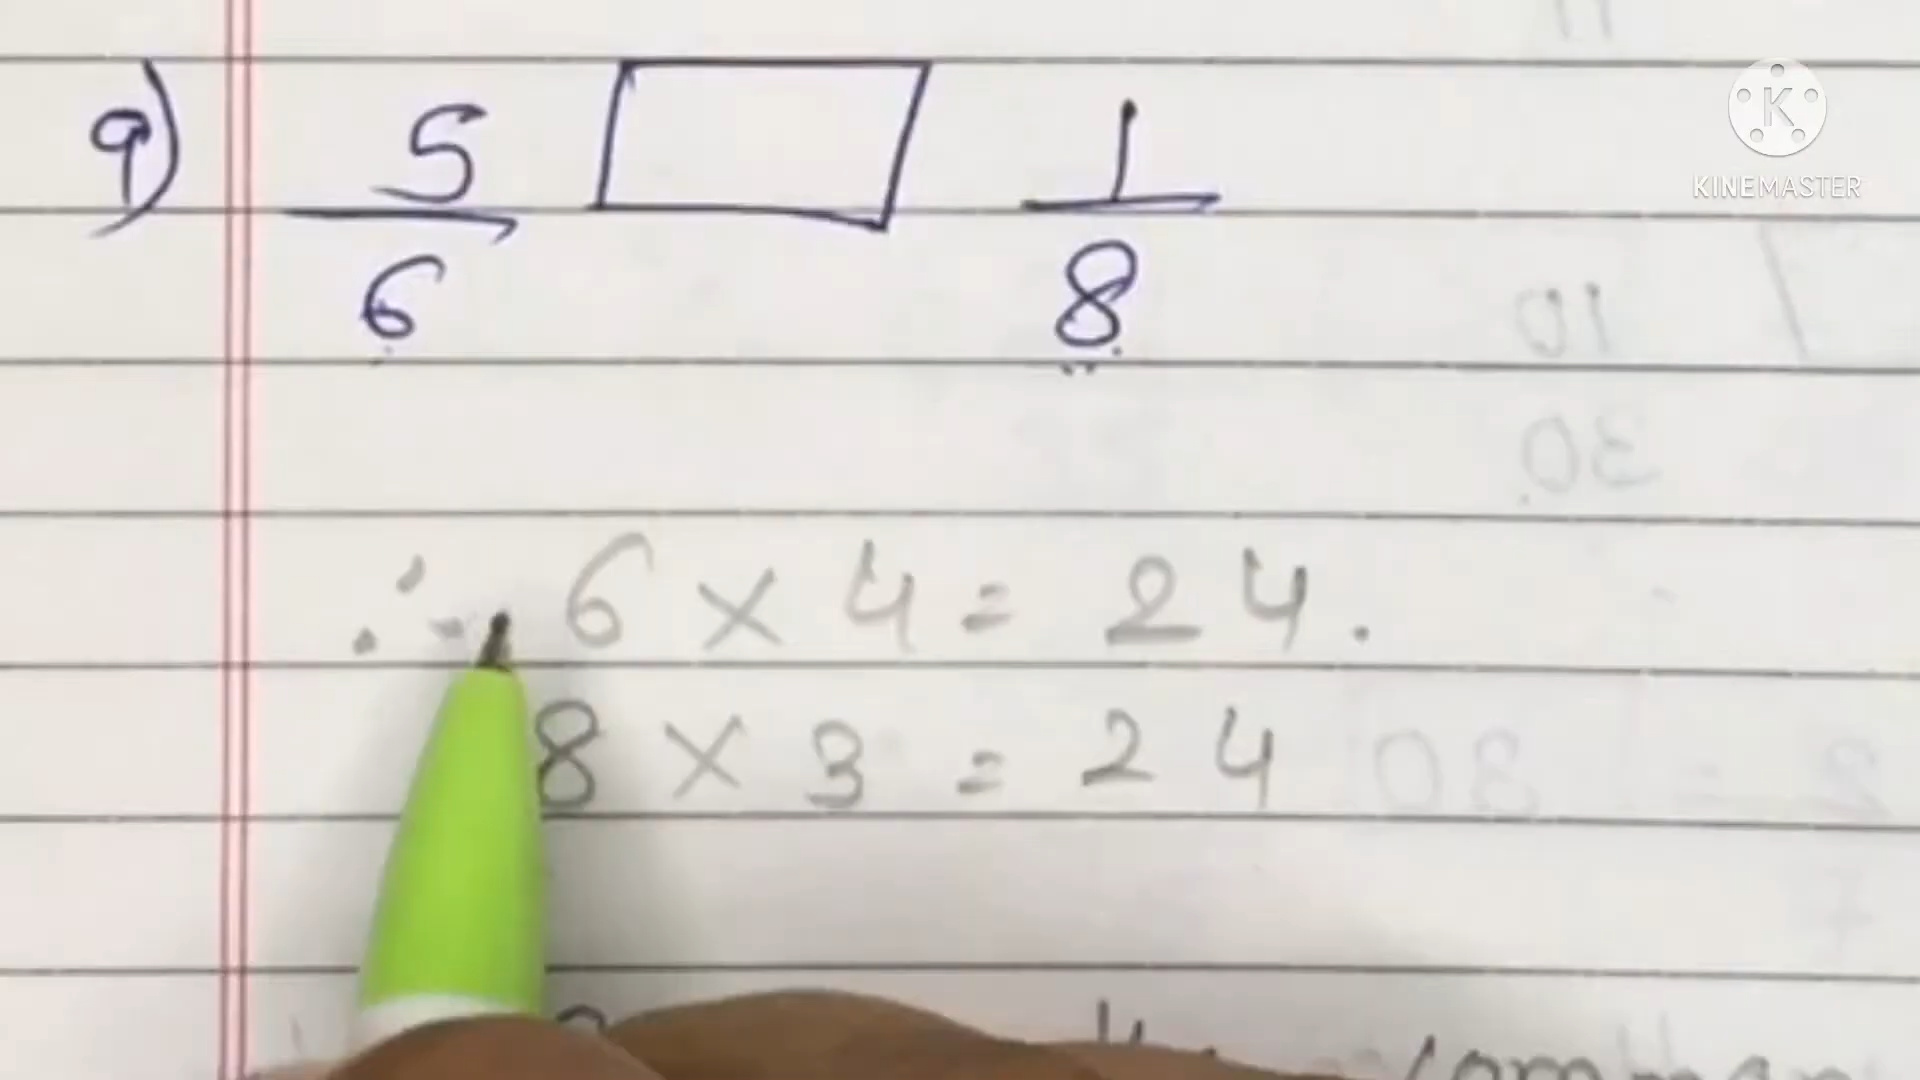 9) 5/6 □ 1/8
KINEMASTER
∴ 6 × 4 = 24.
8 × 3 = 24